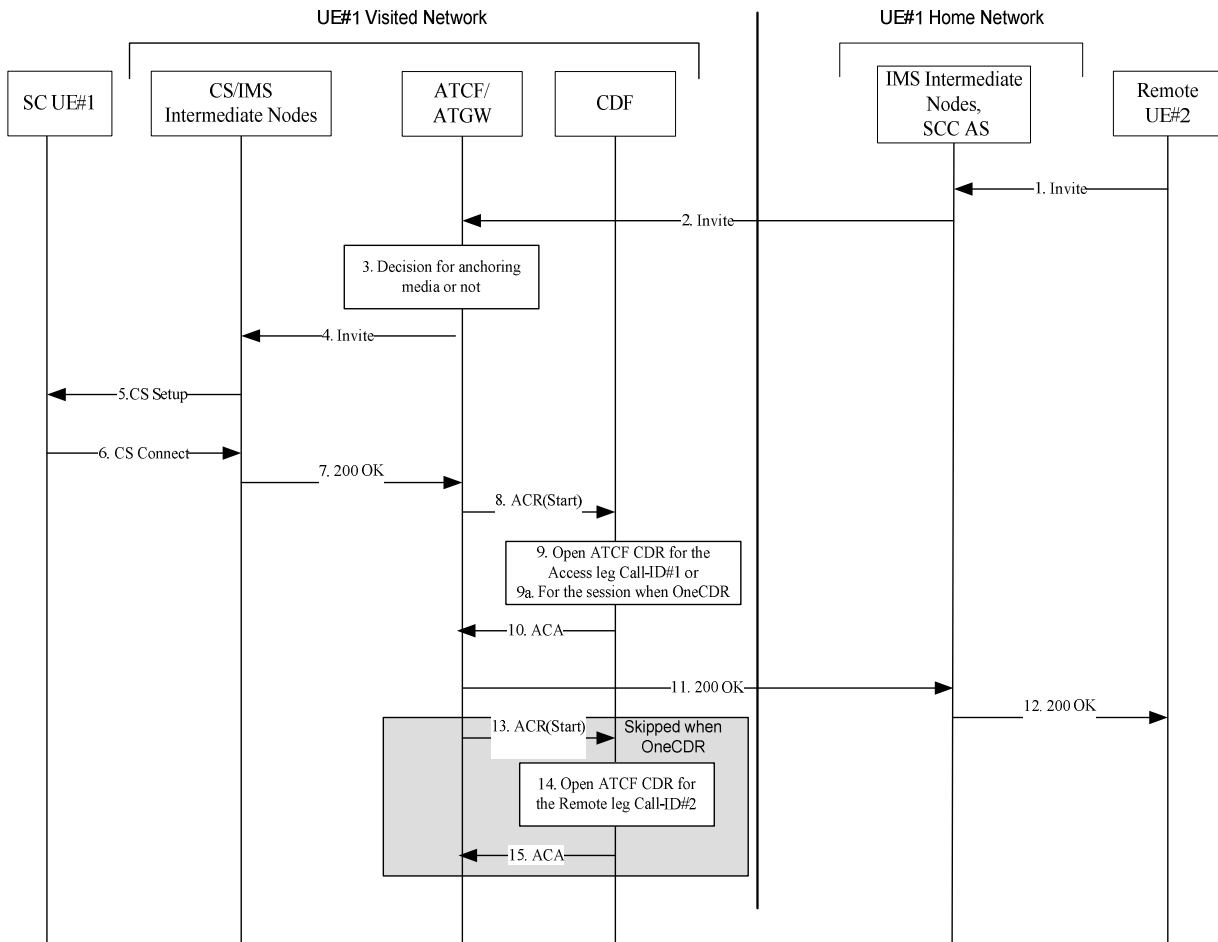 UE#1 Visited Network
UE#1 Home Network
SC UE#1
CS/IMS
Intermediate Nodes
ATCF/
ATGW
CDF
IMS Intermediate
Nodes,
SCC AS
Remote
UE#2
1. Invite
2. Invite
3. Decision for anchoring
media or not
4. Invite
5.CS Setup
6. CS Connect
7. 200 OK
8. ACR(Start)
9. Open ATCF CDR for the
Access leg Call-ID#1 or
9a. For the session when OneCDR
10. ACA
11. 200 OK
12. 200 OK
13. ACR(Start)
Skipped when
OneCDR
14. Open ATCF CDR for
the Remote leg Call-ID#2
15. ACA